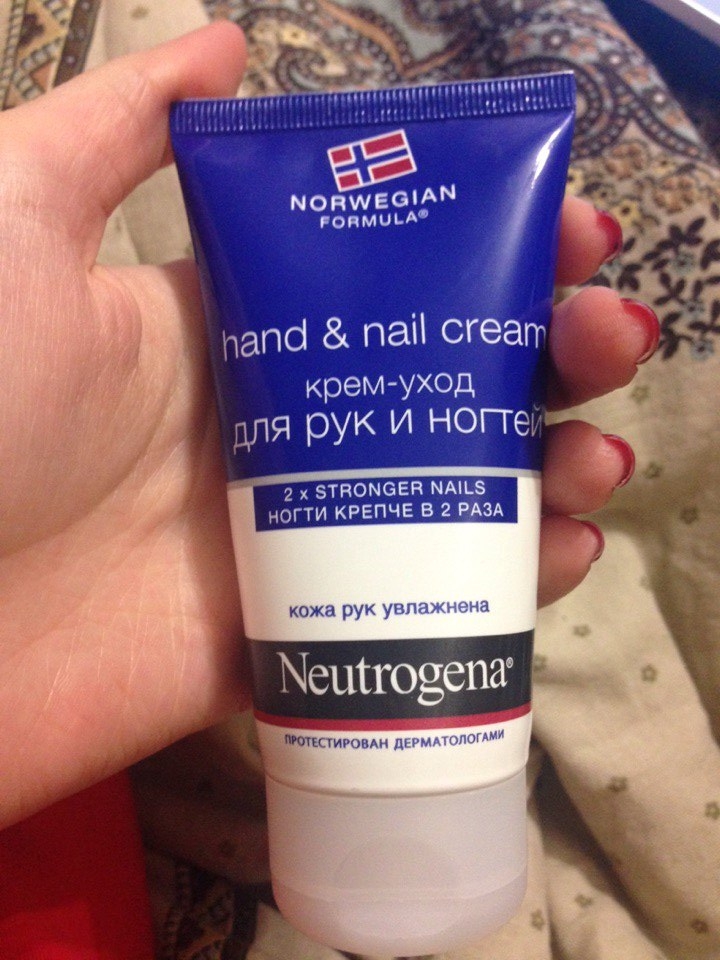 NORWEGIAN
FORMULA®
hand & nail cream
крем-уход
для рук и ногтей
2 x STRONGER NAILS
НОГТИ КРЕПЧЕ В 2 РАЗА
кожа рук увлажнена
Neutrogena®
ПРОТЕСТИРОВАН ДЕРМАТОЛОГАМИ